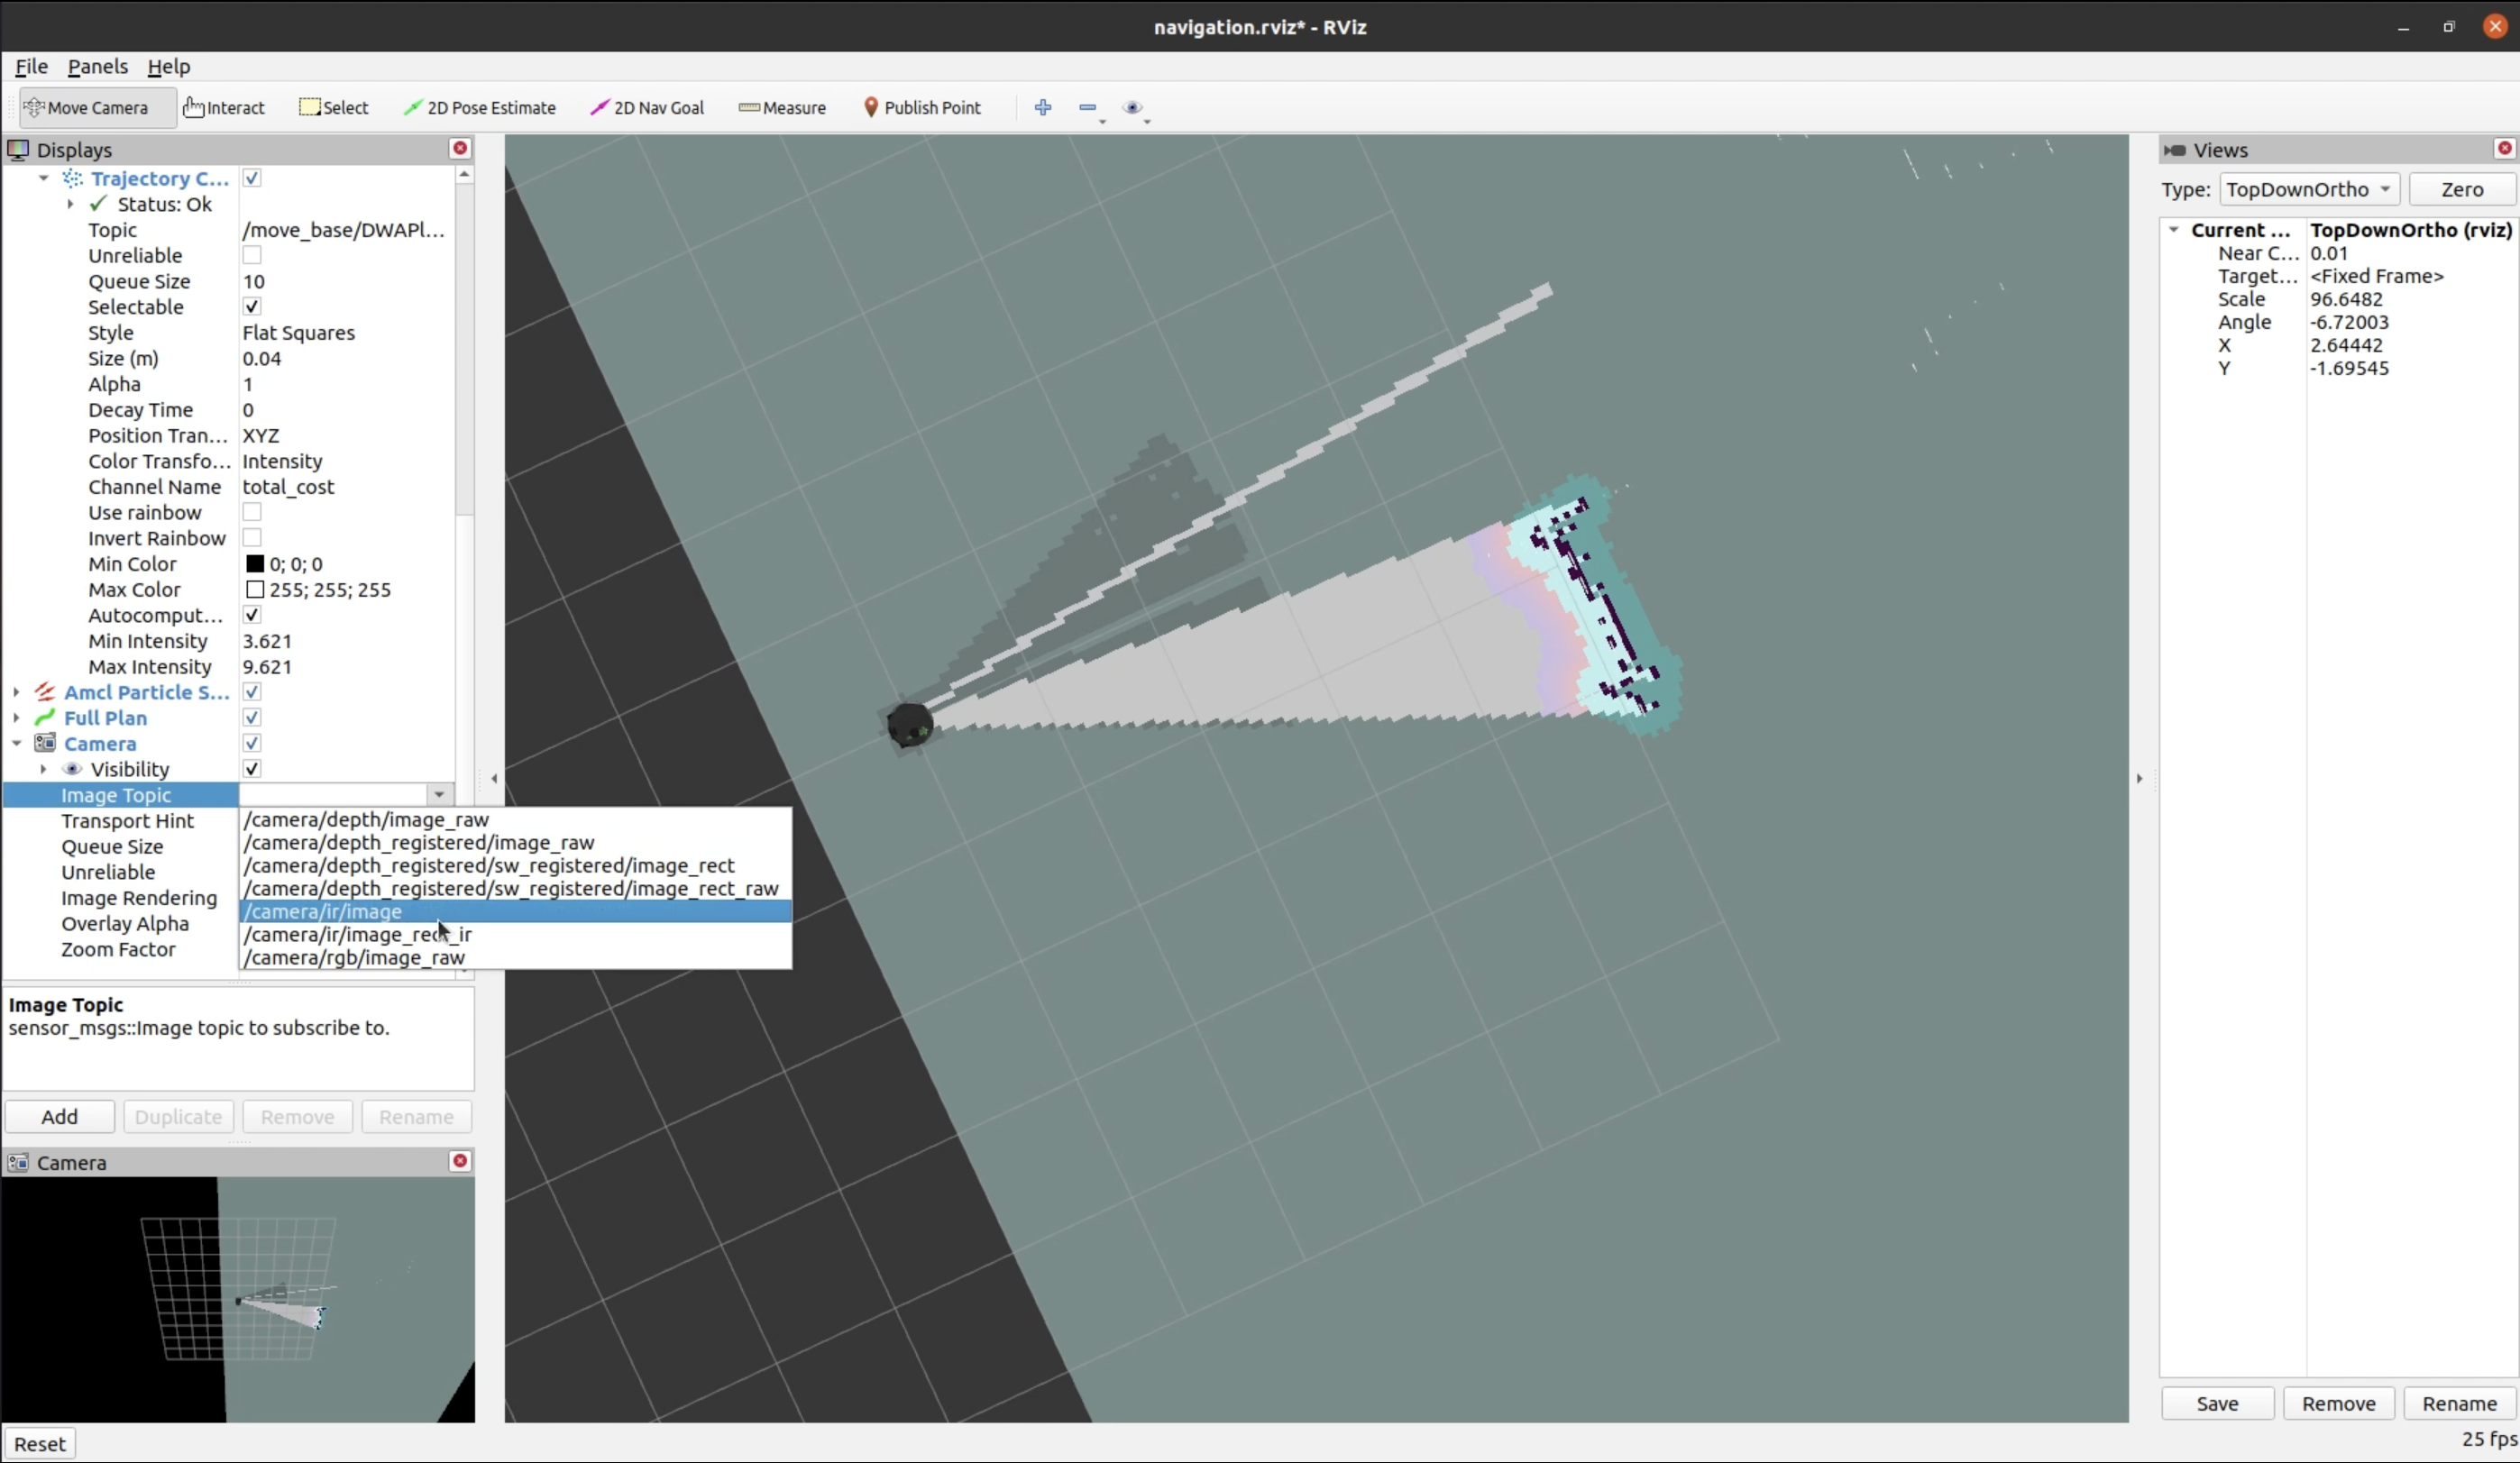 navigation.rviz* - RViz
File Panels Help
Move Camera Interact Select 2D Pose Estimate 2D Nav Goal Measure Publish Point
Displays
Trajectory C...
Status: Ok
Topic /move_base/DWAPl...
Unreliable
Queue Size 10
Selectable
Style Flat Squares
Size (m) 0.04
Alpha 1
Decay Time 0
Position Tran... XYZ
Color Transfo... Intensity
Channel Name total_cost
Use rainbow
Invert Rainbow
Min Color 0; 0; 0
Max Color 255; 255; 255
Autocomput...
Min Intensity 3.621
Max Intensity 9.621
Amcl Particle S...
Full Plan
Camera
Visibility
Image Topic
Transport Hint
Queue Size
Unreliable
Image Rendering
Overlay Alpha
Zoom Factor
/camera/depth/image_raw
/camera/depth_registered/image_raw
/camera/depth_registered/sw_registered/image_rect
/camera/depth_registered/sw_registered/image_rect_raw
/camera/ir/image
/camera/ir/image_rect_ir
/camera/rgb/image_raw
Image Topic
sensor_msgs::Image topic to subscribe to.
Add Duplicate Remove Rename
Camera
Reset
Views
Type: TopDownOrtho Zero
Current ... TopDownOrtho (rviz)
Near C... 0.01
Target... <Fixed Frame>
Scale 96.6482
Angle -6.72003
X 2.64442
Y -1.69545
Save Remove Rename
25 fps